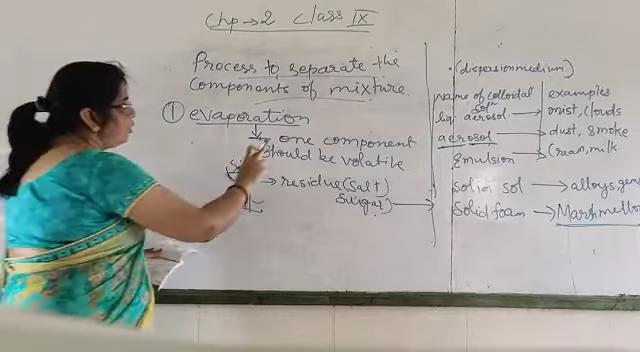 Chp → 2 Class IX
Process to separate the
Components of mixture.
① evaporation
one component
should be volatile
→ residue (salt)
Sugar)
• (dispersion medium)
Name of colloidal
solⁿ
examples
liq. aerosol → mist, clouds
aerosol → dust, smoke
Emulsion → Cream, milk
solid sol → alloys, gem
Solid foam → Marshmello